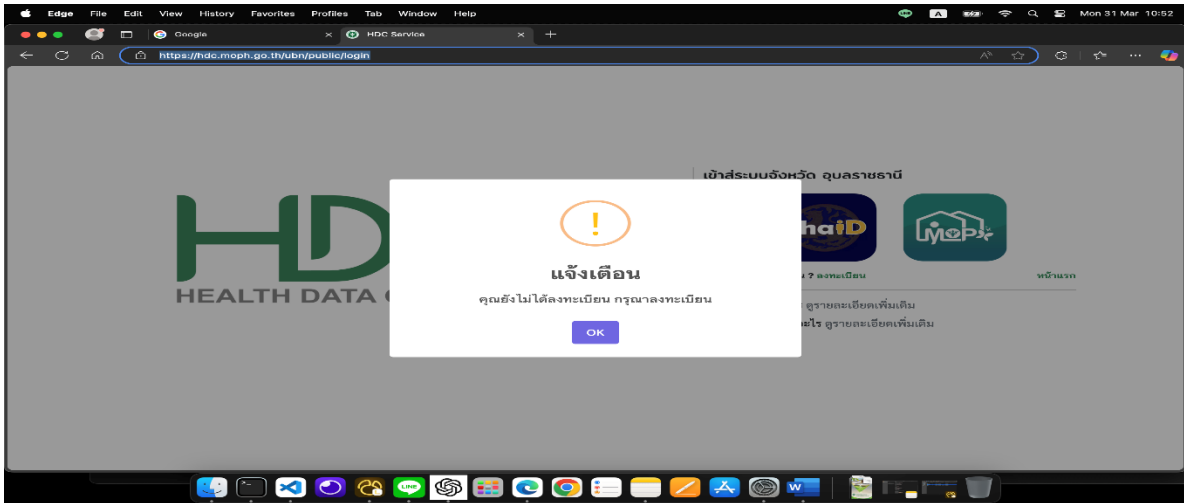 Edge File Edit View History Favorites Profiles Tab Window Help
A
Mon 31 Mar 10:52
Google
HDC Service
https://hdc.moph.go.th/ubn/public/login
เข้าสู่ระบบจังหวัด อุบลราชธานี
HD
HEALTH DATA
haiD
MOPH
!
แจ้งเตือน
คุณยังไม่ได้ลงทะเบียน กรุณาลงทะเบียน
OK
? ลงทะเบียน
หน้าแรก
ดูรายละเอียดเพิ่มเติม
ดูรายละเอียดเพิ่มเติม
LINE
W